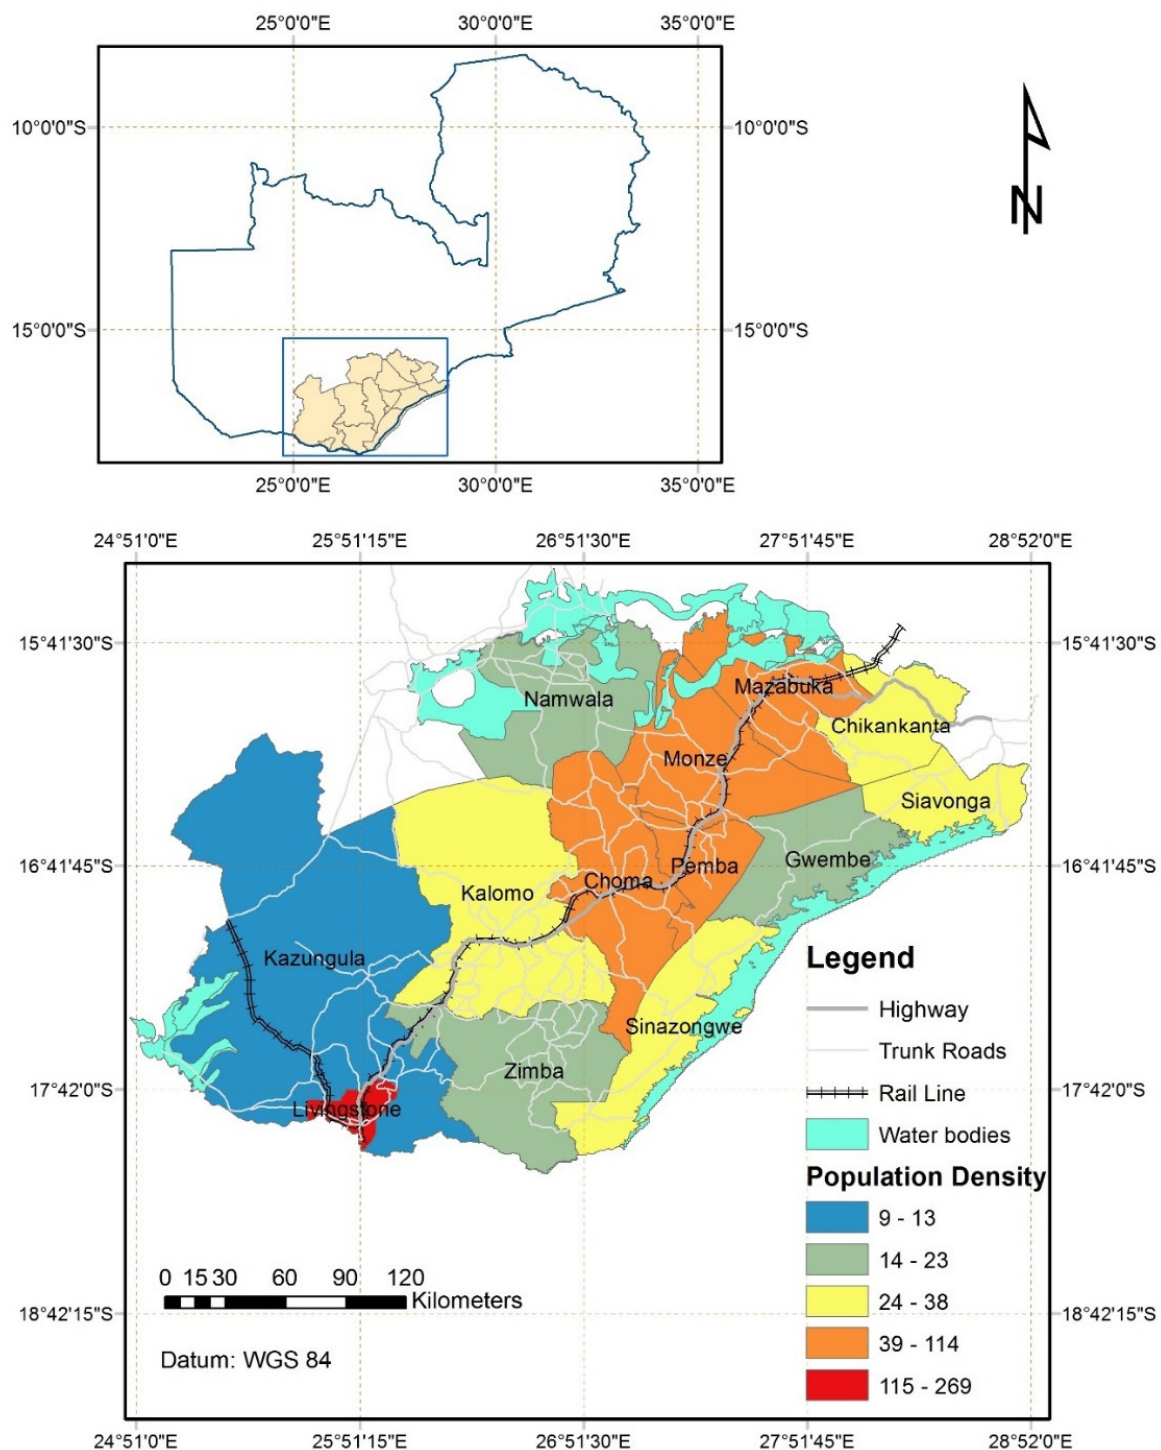 25°0'0"E 30°0'0"E 35°0'0"E
10°0'0"S 10°0'0"S
N
15°0'0"S 15°0'0"S
25°0'0"E 30°0'0"E 35°0'0"E
24°51'0"E 25°51'15"E 26°51'30"E 27°51'45"E 28°52'0"E
15°41'30"S 15°41'30"S
Mazabuka
Namwala
Chikankanta
Monze
Siavonga
Gwembe
16°41'45"S 16°41'45"S
Pemba
Choma
Kalomo
Kazungula
Legend
Highway
Sinazongwe
Trunk Roads
Zimba
Rail Line
17°42'0"S 17°42'0"S
Livingstone
Water bodies
Population Density
9 - 13
14 - 23
0 15 30 60 90 120
Kilometers
24 - 38
18°42'15"S 18°42'15"S
39 - 114
Datum: WGS 84
115 - 269
24°51'0"E 25°51'15"E 26°51'30"E 27°51'45"E 28°52'0"E